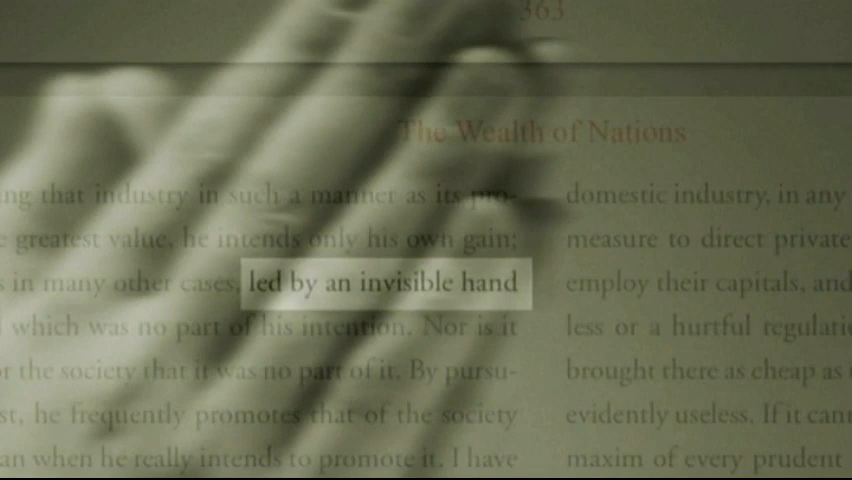 363
The Wealth of Nations
ing that industry in such a manner as its pro-
e greatest value, he intends only his own gain;
s in many other cases, led by an invisible hand
which was no part of his intention. Nor is it
or the society that it was no part of it. By pursu-
st, he frequently promotes that of the society
an when he really intends to promote it. I have
domestic industry, in any
measure to direct private
employ their capitals, and
less or a hurtful regulati
brought there as cheap as
evidently useless. If it can
maxim of every prudent